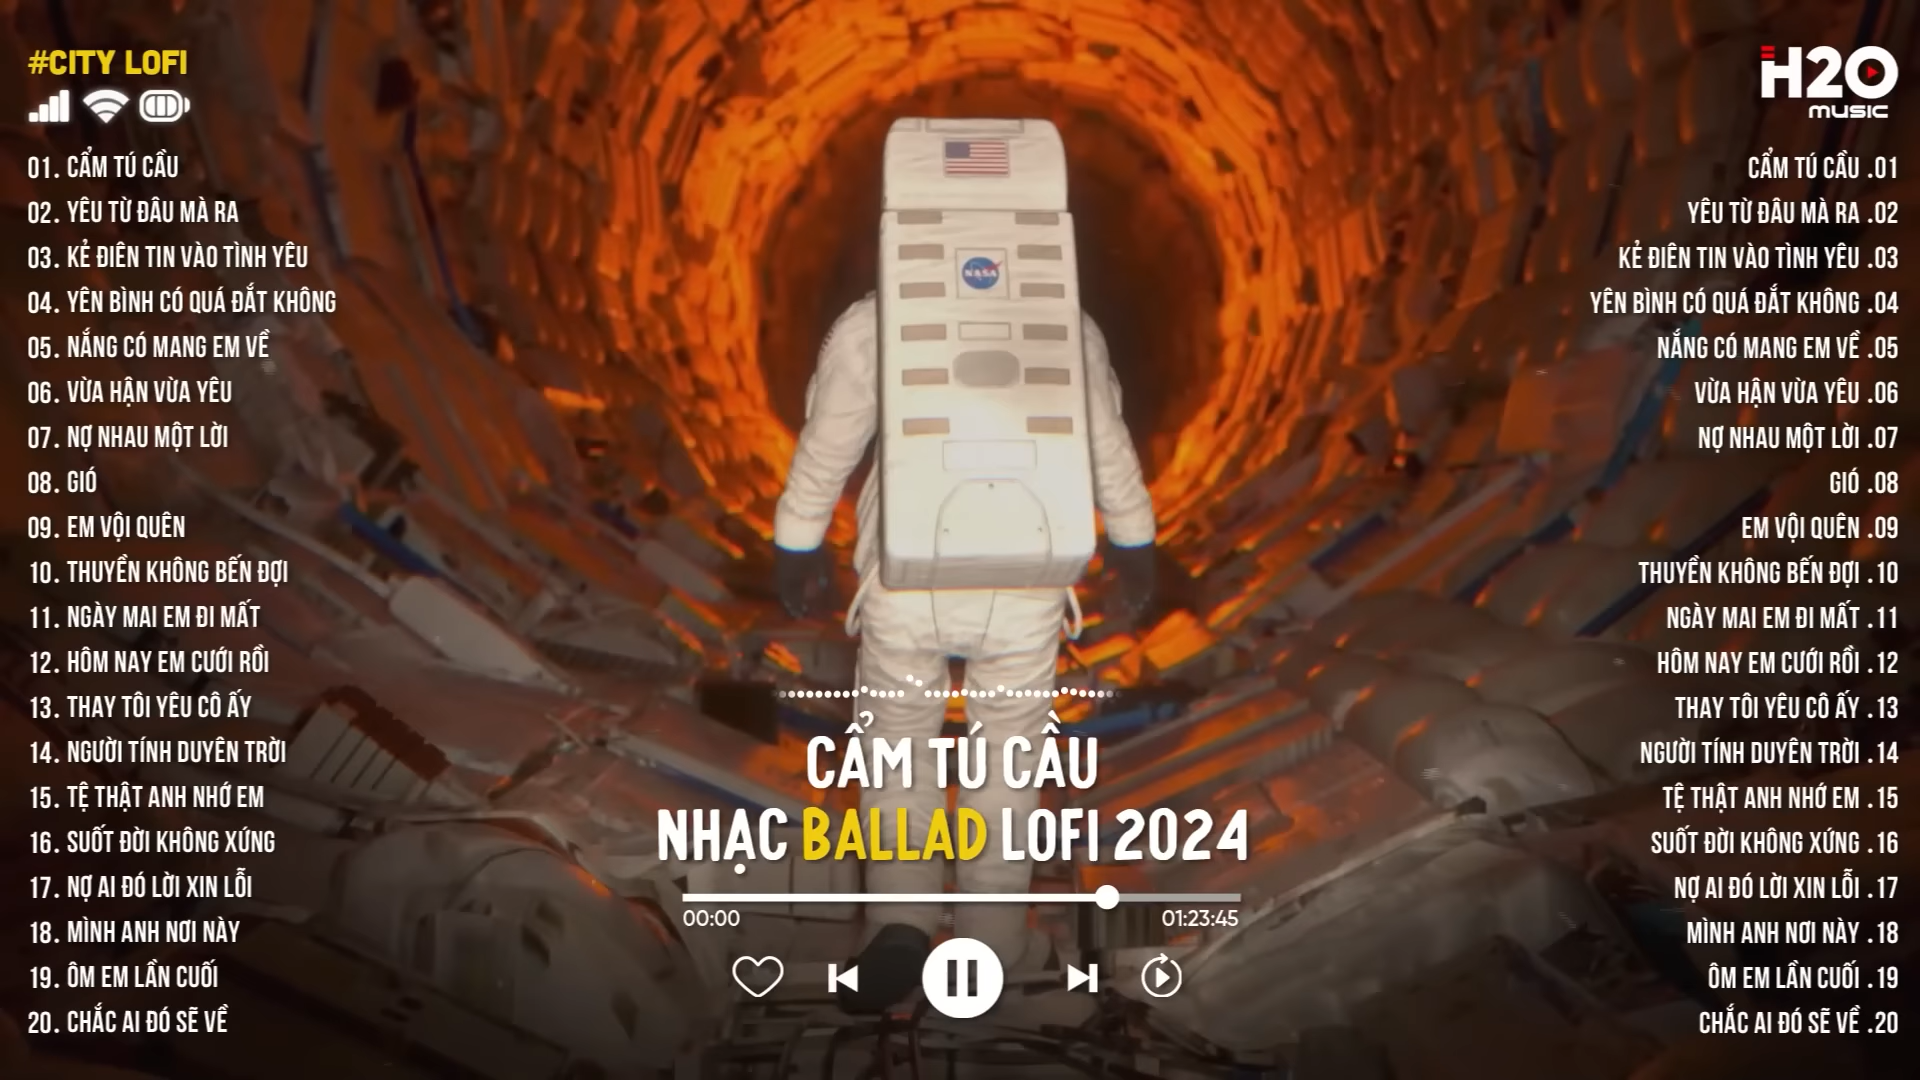 #CITY LOFI
01. CẨM TÚ CẦU
02. YÊU TỪ ĐÂU MÀ RA
03. KẺ ĐIÊN TIN VÀO TÌNH YÊU
04. YÊN BÌNH CÓ QUÁ ĐẮT KHÔNG
05. NẮNG CÓ MANG EM VỀ
06. VỪA HẬN VỪA YÊU
07. NỢ NHAU MỘT LỜI
08. GIÓ
09. EM VỘI QUÊN
10. THUYỀN KHÔNG BẾN ĐỢI
11. NGÀY MAI EM ĐI MẤT
12. HÔM NAY EM CƯỚI RỒI
13. THAY TÔI YÊU CÔ ẤY
14. NGƯỜI TÍNH DUYÊN TRỜI
15. TỆ THẬT ANH NHỚ EM
16. SUỐT ĐỜI KHÔNG XỨNG
17. NỢ AI ĐÓ LỜI XIN LỖI
18. MÌNH ANH NƠI NÀY
19. ÔM EM LẦN CUỐI
20. CHẮC AI ĐÓ SẼ VỀ
NASA
CẨM TÚ CẦU
NHẠC BALLAD LOFI 2024
00:00
01:23:45
H2O
MUSIC
CẨM TÚ CẦU .01
YÊU TỪ ĐÂU MÀ RA .02
KẺ ĐIÊN TIN VÀO TÌNH YÊU .03
YÊN BÌNH CÓ QUÁ ĐẮT KHÔNG .04
NẮNG CÓ MANG EM VỀ .05
VỪA HẬN VỪA YÊU .06
NỢ NHAU MỘT LỜI .07
GIÓ .08
EM VỘI QUÊN .09
THUYỀN KHÔNG BẾN ĐỢI .10
NGÀY MAI EM ĐI MẤT .11
HÔM NAY EM CƯỚI RỒI .12
THAY TÔI YÊU CÔ ẤY .13
NGƯỜI TÍNH DUYÊN TRỜI .14
TỆ THẬT ANH NHỚ EM .15
SUỐT ĐỜI KHÔNG XỨNG .16
NỢ AI ĐÓ LỜI XIN LỖI .17
MÌNH ANH NƠI NÀY .18
ÔM EM LẦN CUỐI .19
CHẮC AI ĐÓ SẼ VỀ .20